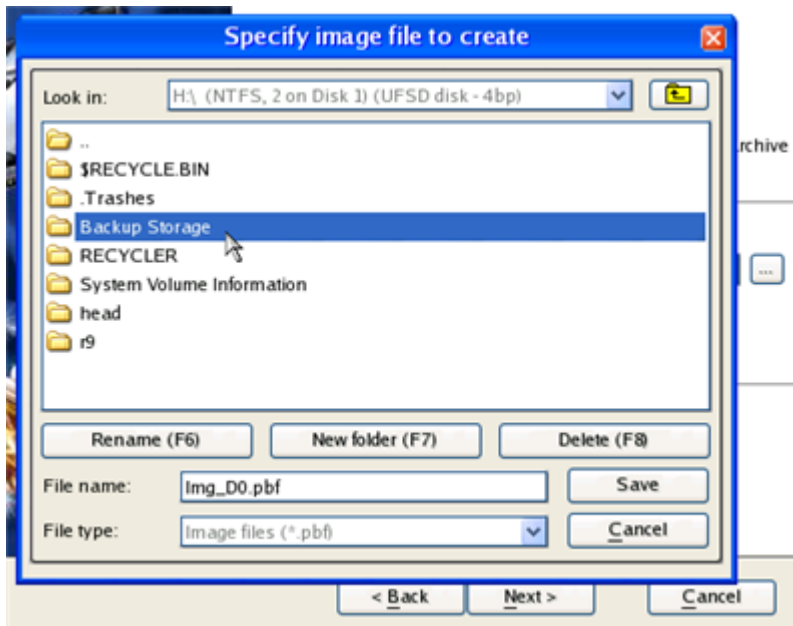 Specify image file to create
Look in: H:\ (NTFS, 2 on Disk 1) (UFSD disk - 4bp)
..
$RECYCLE.BIN
.Trashes
Backup Storage
RECYCLER
System Volume Information
head
r9
Rename (F6) New folder (F7) Delete (F8)
File name: Img_D0.pbf Save
File type: Image files (*.pbf) Cancel
rchive
...
< Back Next > Cancel